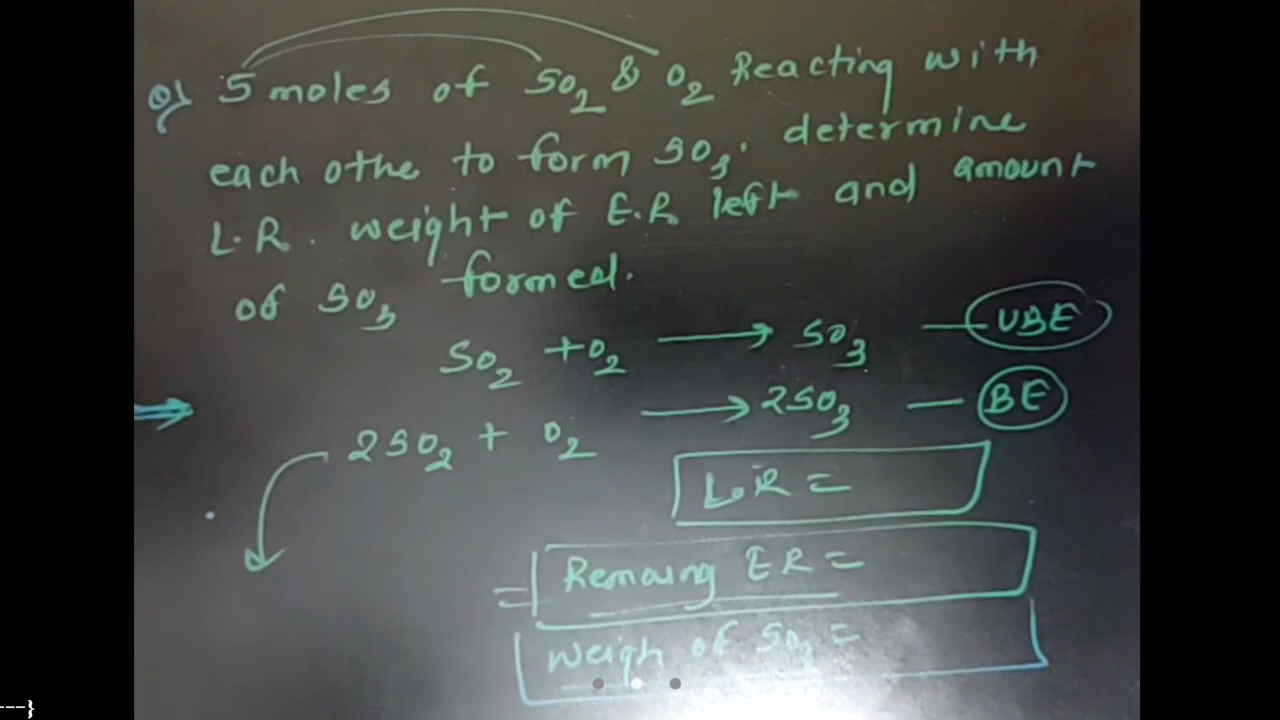 Q) 5 moles of SO₂ & O₂ Reacting with
each othe to form SO₃. determine
L.R. weight of E.R left and amount
of SO₃ formed.
SO₂ + O₂ ⟶ SO₃ — UBE
2SO₂ + O₂ ⟶ 2SO₃ — BE
L.R =
= Remaing ER =
Weigh of SO₃ =
---}